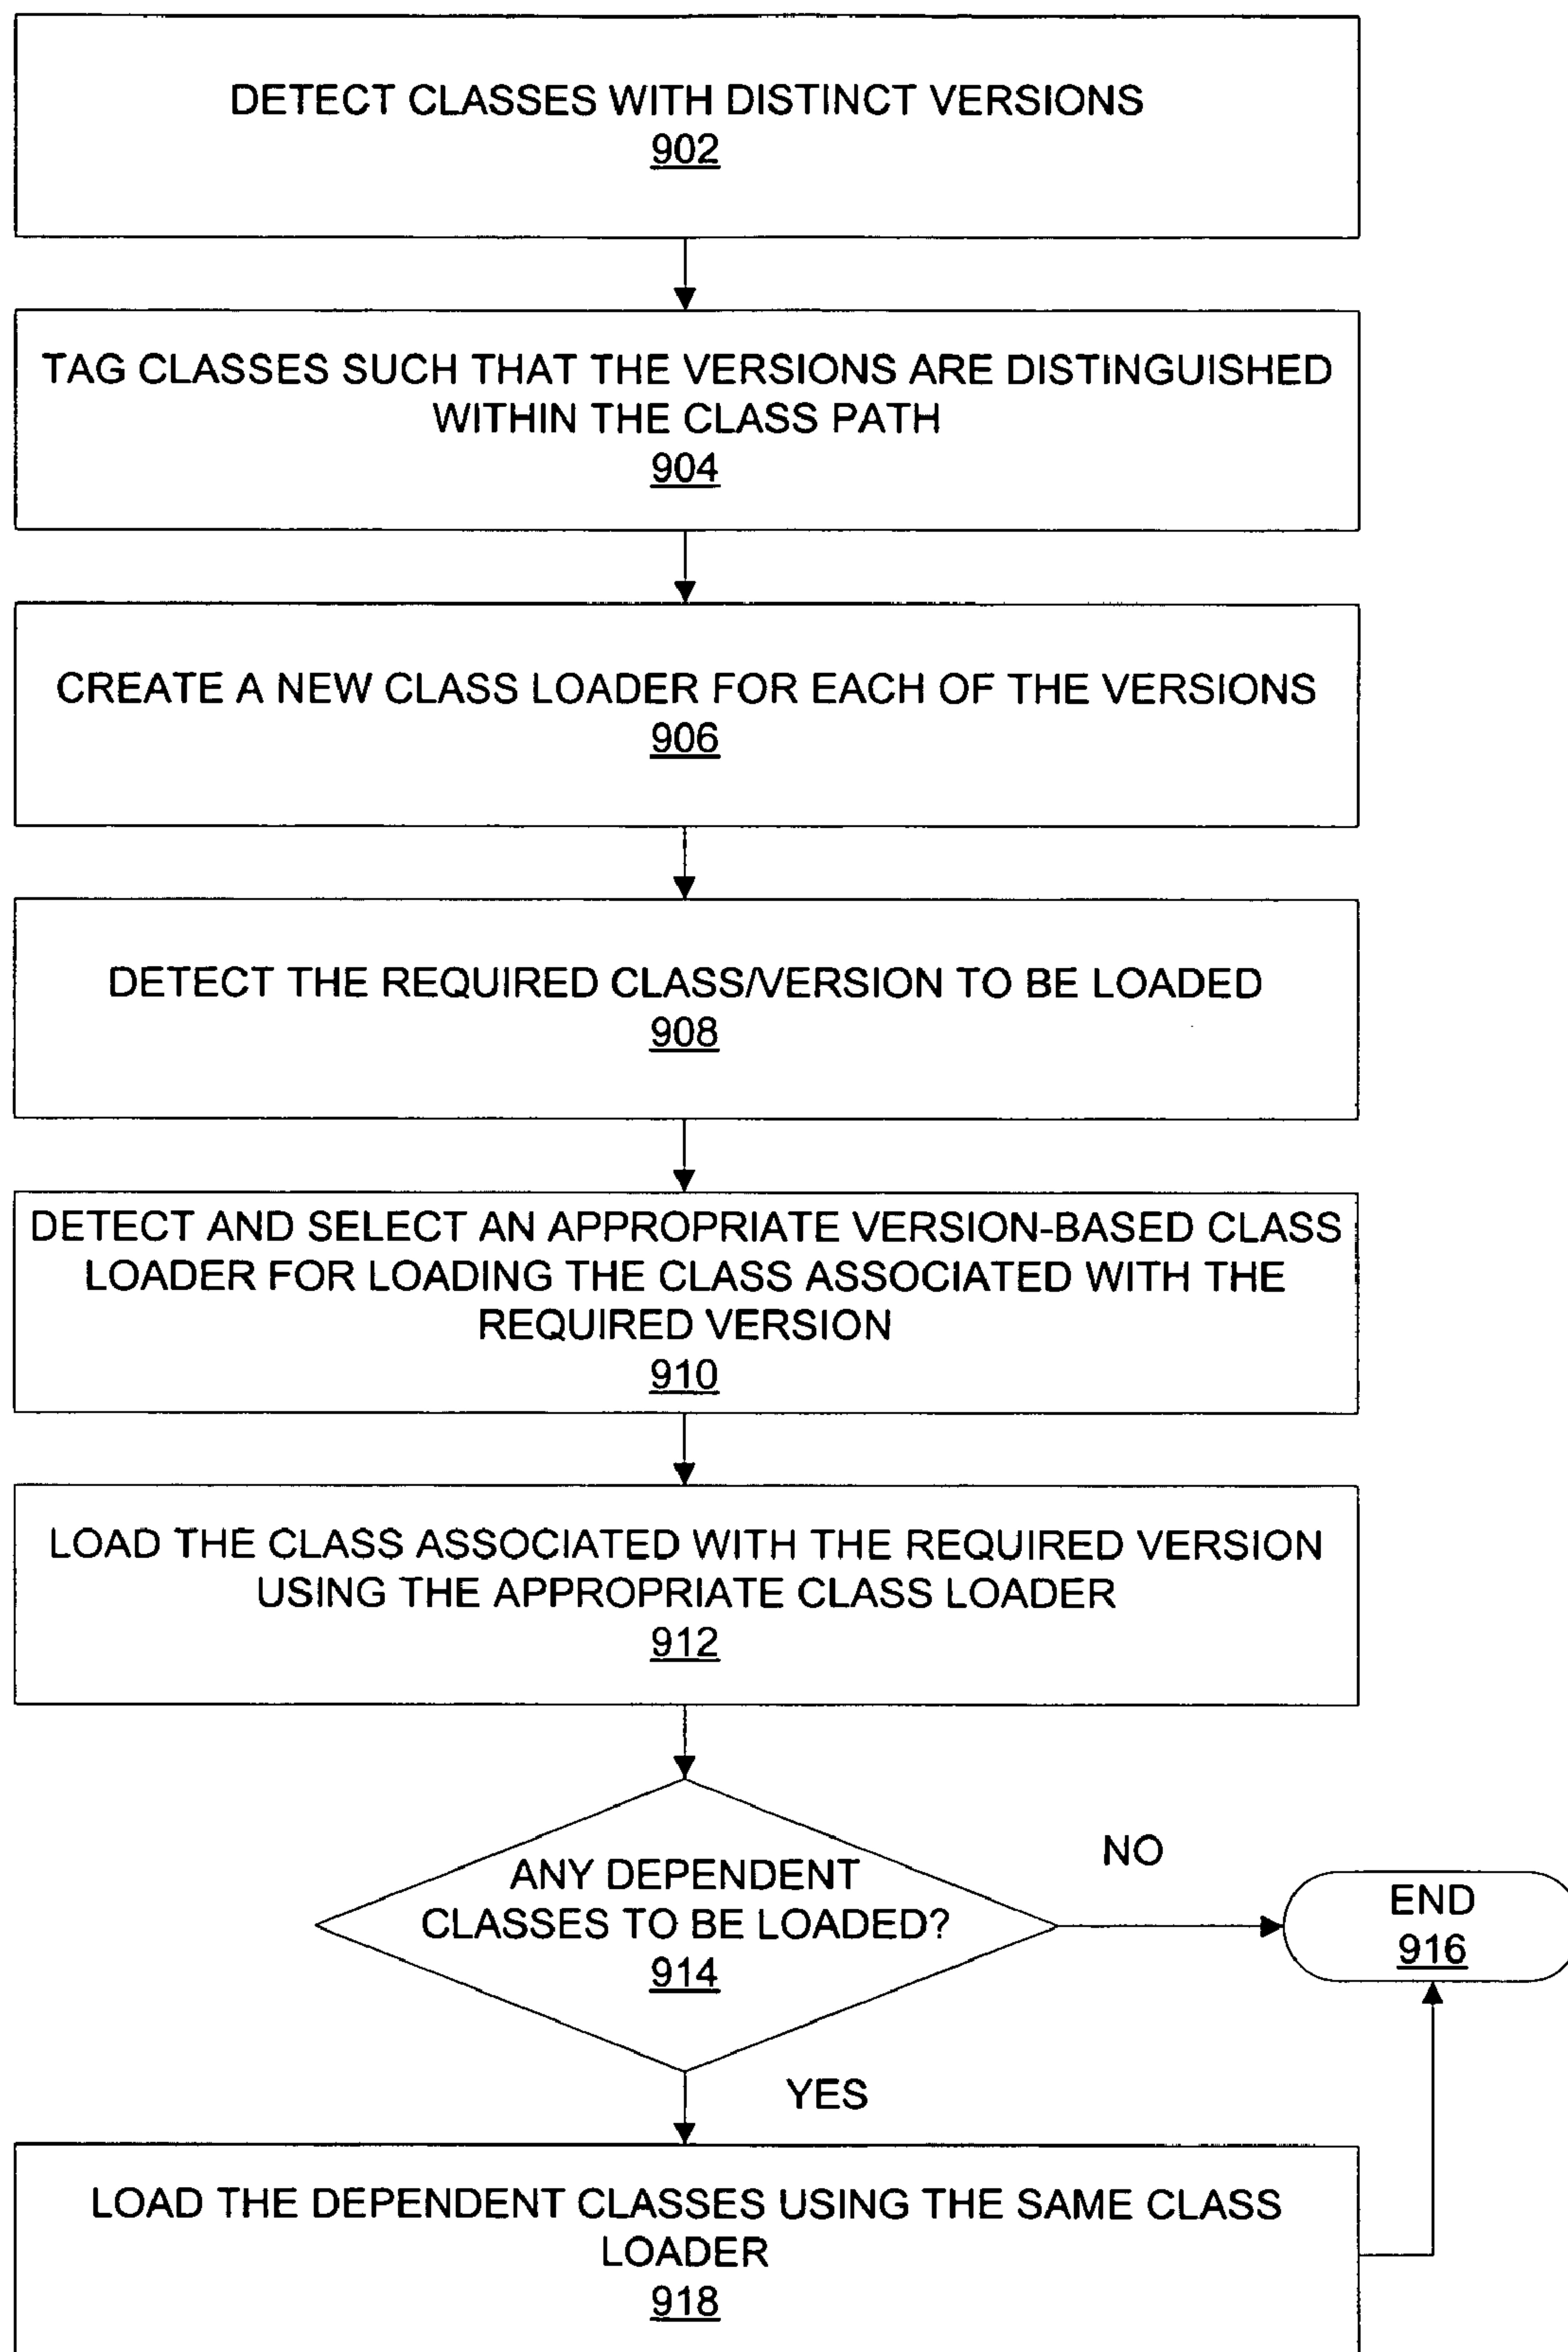 DETECT CLASSES WITH DISTINCT VERSIONS
902
TAG CLASSES SUCH THAT THE VERSIONS ARE DISTINGUISHED
WITHIN THE CLASS PATH
904
CREATE A NEW CLASS LOADER FOR EACH OF THE VERSIONS
906
DETECT THE REQUIRED CLASS/VERSION TO BE LOADED
908
DETECT AND SELECT AN APPROPRIATE VERSION-BASED CLASS
LOADER FOR LOADING THE CLASS ASSOCIATED WITH THE
REQUIRED VERSION
910
LOAD THE CLASS ASSOCIATED WITH THE REQUIRED VERSION
USING THE APPROPRIATE CLASS LOADER
912
ANY DEPENDENT
CLASSES TO BE LOADED?
914
NO
END
916
YES
LOAD THE DEPENDENT CLASSES USING THE SAME CLASS
LOADER
918